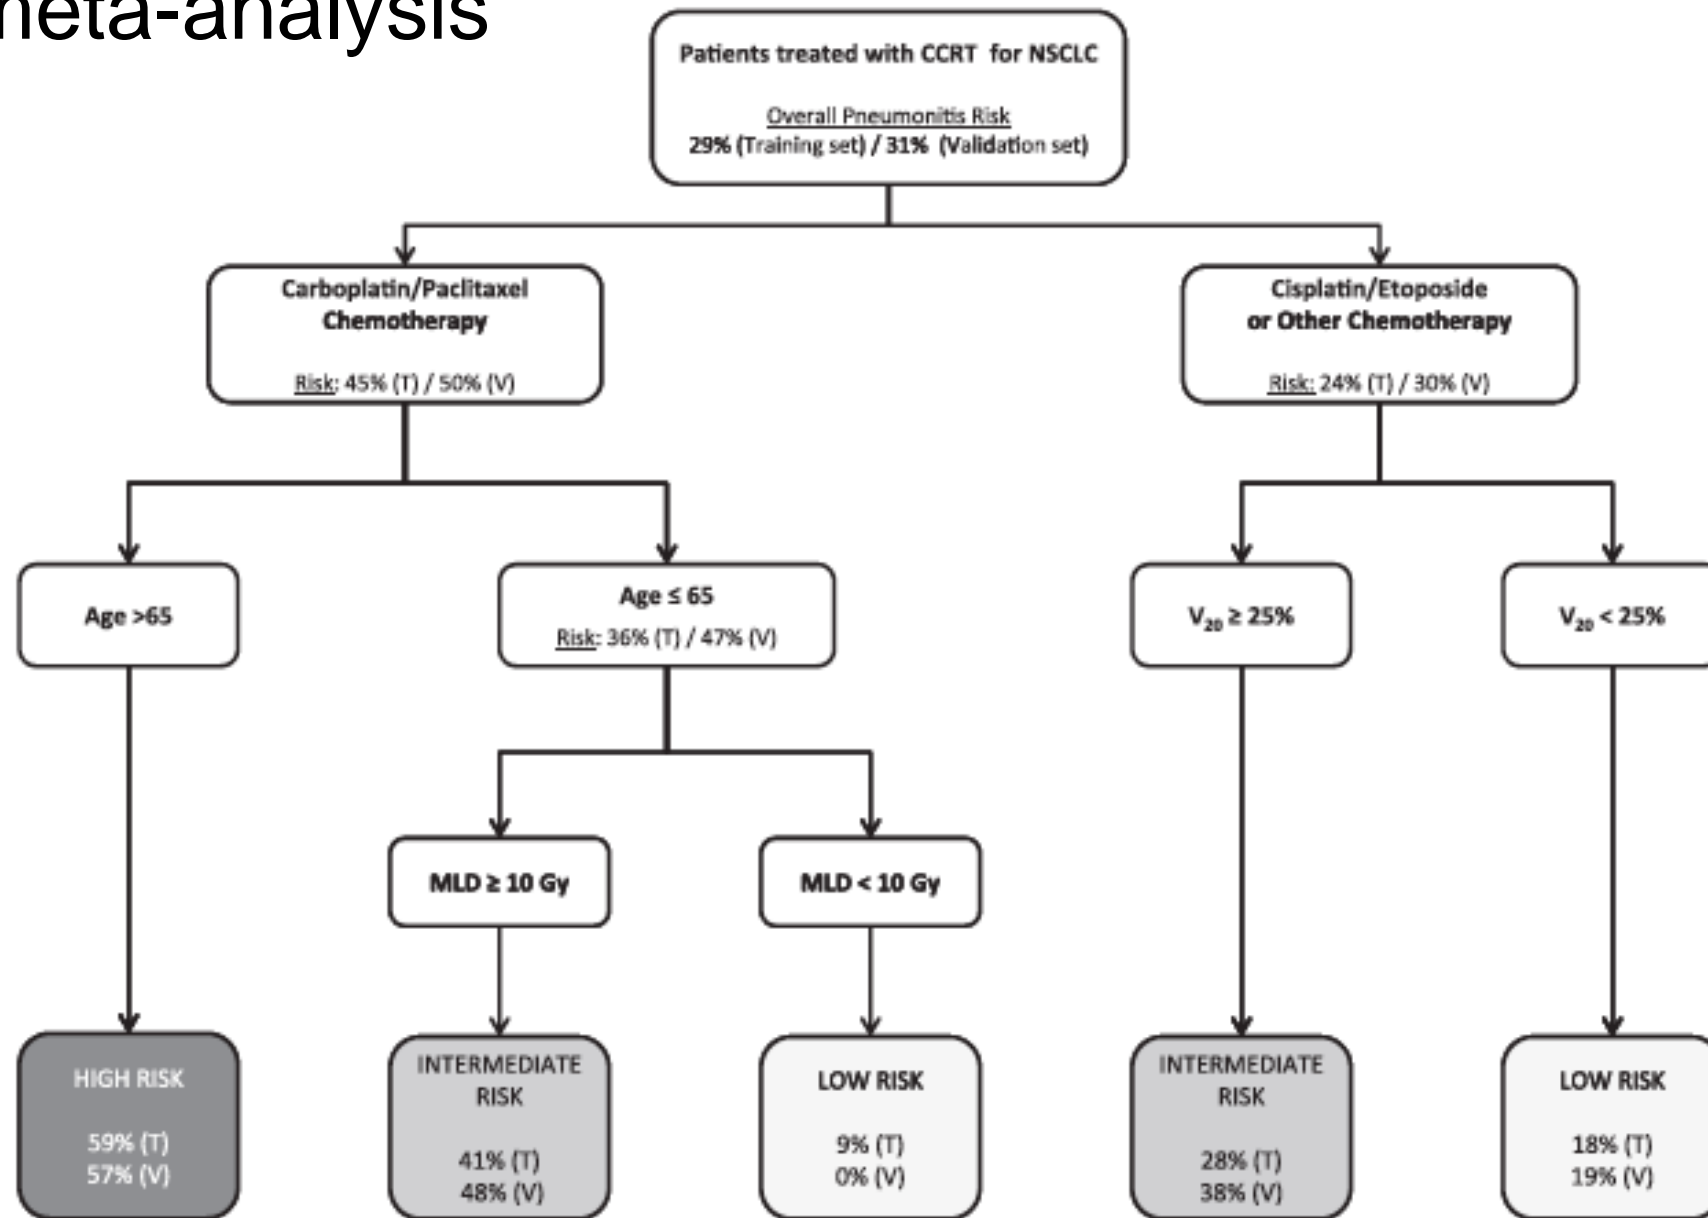 meta-analysis
Patients treated with CCRT for NSCLC
Overall Pneumonitis Risk
29% (Training set) / 31% (Validation set)
Carboplatin/Paclitaxel
Chemotherapy
Risk: 45% (T) / 50% (V)
Cisplatin/Etoposide
or Other Chemotherapy
Risk: 24% (T) / 30% (V)
Age >65
Age ≤ 65
Risk: 36% (T) / 47% (V)
V20 ≥ 25%
V20 < 25%
MLD ≥ 10 Gy
MLD < 10 Gy
HIGH RISK
59% (T)
57% (V)
INTERMEDIATE
RISK
41% (T)
48% (V)
LOW RISK
9% (T)
0% (V)
INTERMEDIATE
RISK
28% (T)
38% (V)
LOW RISK
18% (T)
19% (V)